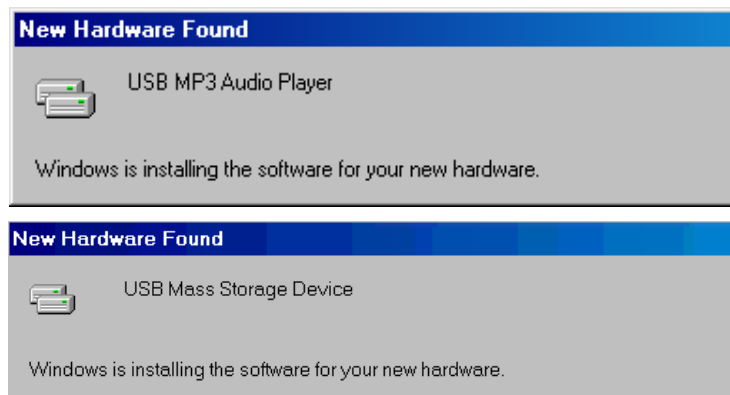 New Hardware Found
USB MP3 Audio Player
Windows is installing the software for your new hardware.
New Hardware Found
USB Mass Storage Device
Windows is installing the software for your new hardware.